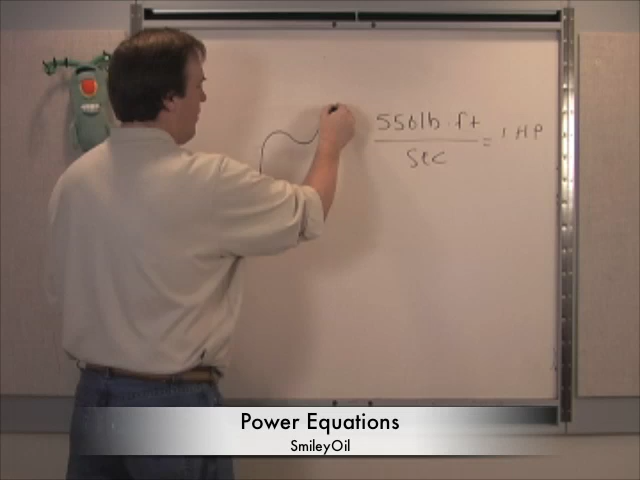 550lb·ft
sec
= 1 HP
Power Equations
SmileyOil